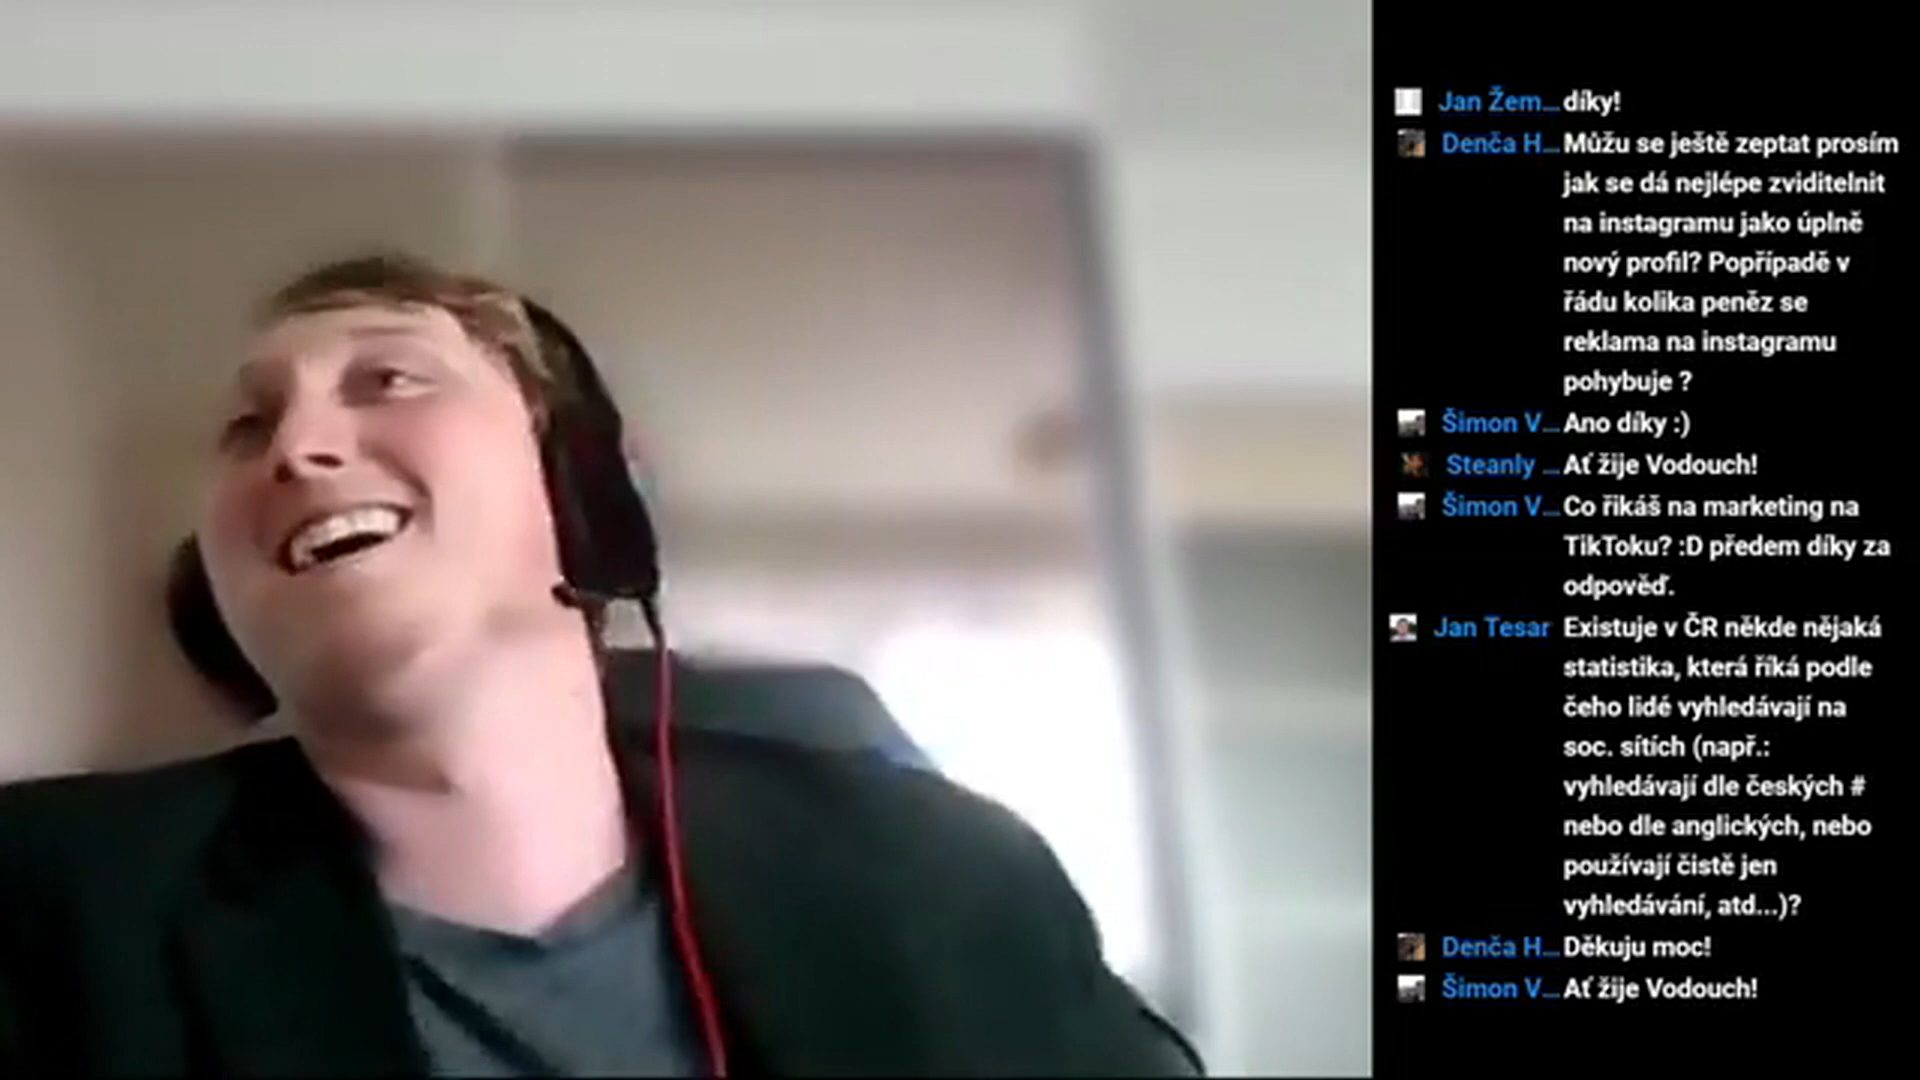 Jan Žem... díky!
Denča H... Můžu se ještě zeptat prosím
jak se dá nejlépe zviditelnit
na instagramu jako úplně
nový profil? Popřípadě v
řádu kolika peněz se
reklama na instagramu
pohybuje ?
Šimon V... Ano díky :)
Steanly ... Ať žije Vodouch!
Šimon V... Co řikáš na marketing na
TikToku? :D předem díky za
odpověď.
Jan Tesar Existuje v ČR někde nějaká
statistika, která říká podle
čeho lidé vyhledávají na
soc. sítích (např.:
vyhledávají dle českých #
nebo dle anglických, nebo
používají čistě jen
vyhledávání, atd...)?
Denča H... Děkuju moc!
Šimon V... Ať žije Vodouch!